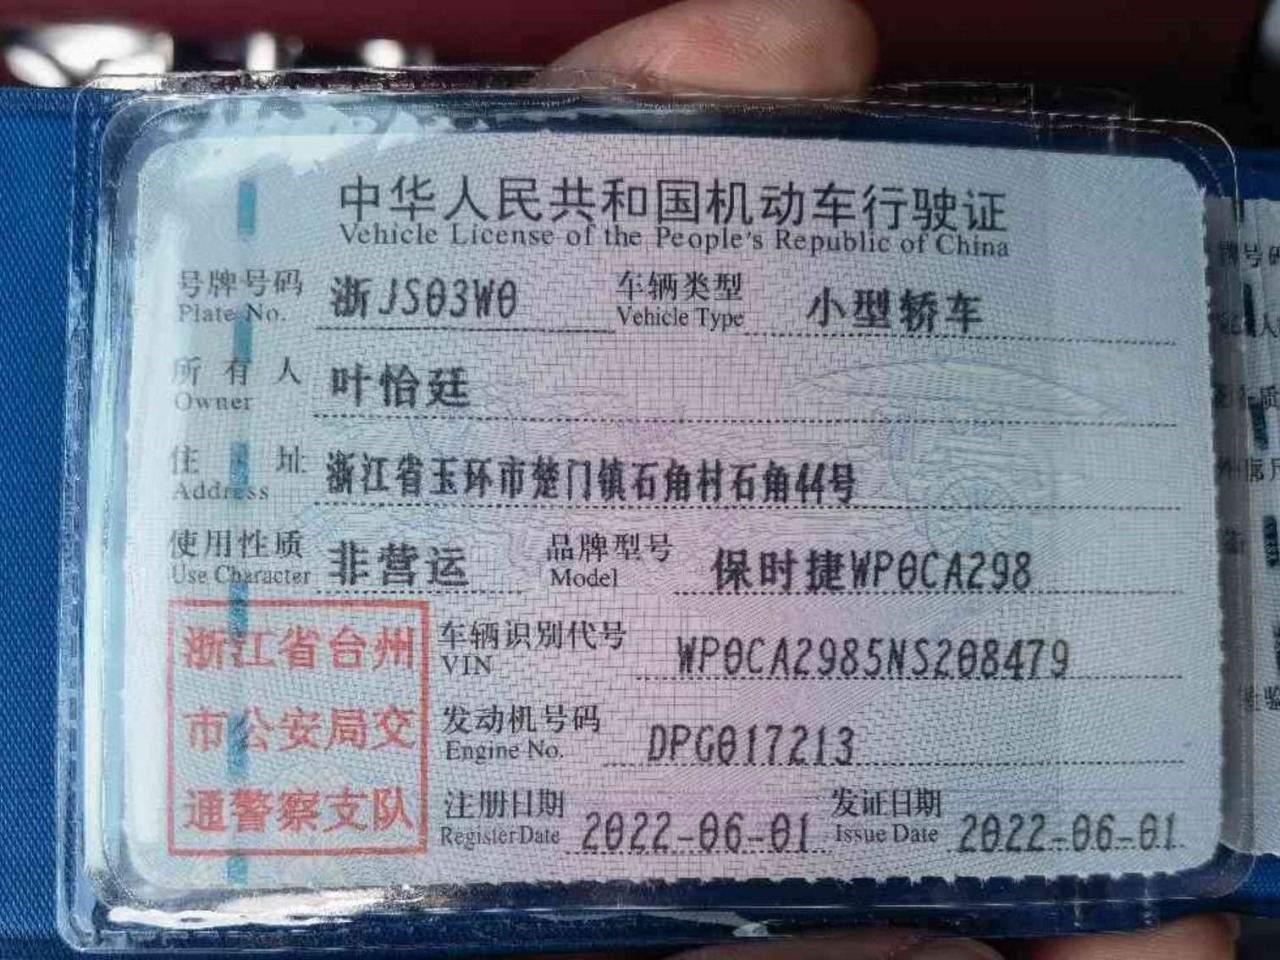 中华人民共和国机动车行驶证
Vehicle License of the People's Republic of China
号牌号码 浙JS03W0 车辆类型 小型轿车
Plate No. Vehicle Type
所有人 叶怡廷
Owner
住址 浙江省玉环市楚门镇石角村石角44号
Address
使用性质 非营运 品牌型号 保时捷WP0CA298
Use Character Model
浙江省台州
市公安局交
通警察支队
车辆识别代号 WP0CA2985NS208479
VIN
发动机号码 DPG017213
Engine No.
注册日期 2022-06-01 发证日期 2022-06-01
Register Date Issue Date